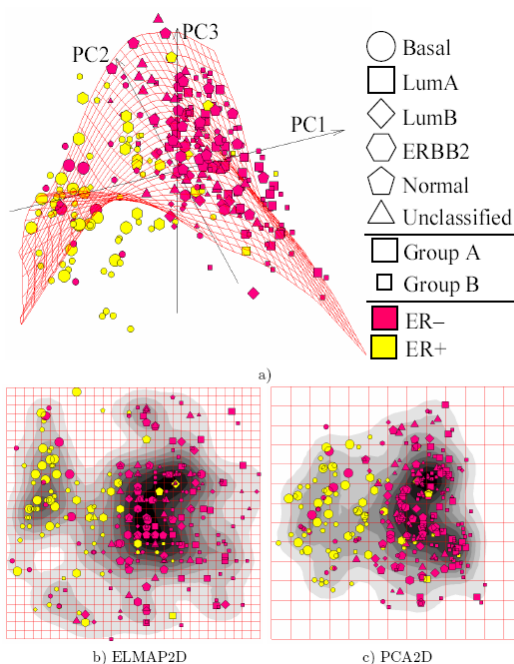 PC3
PC2
PC1
Basal
LumA
LumB
ERBB2
Normal
Unclassified
Group A
Group B
ER–
ER+
a)
b) ELMAP2D
c) PCA2D